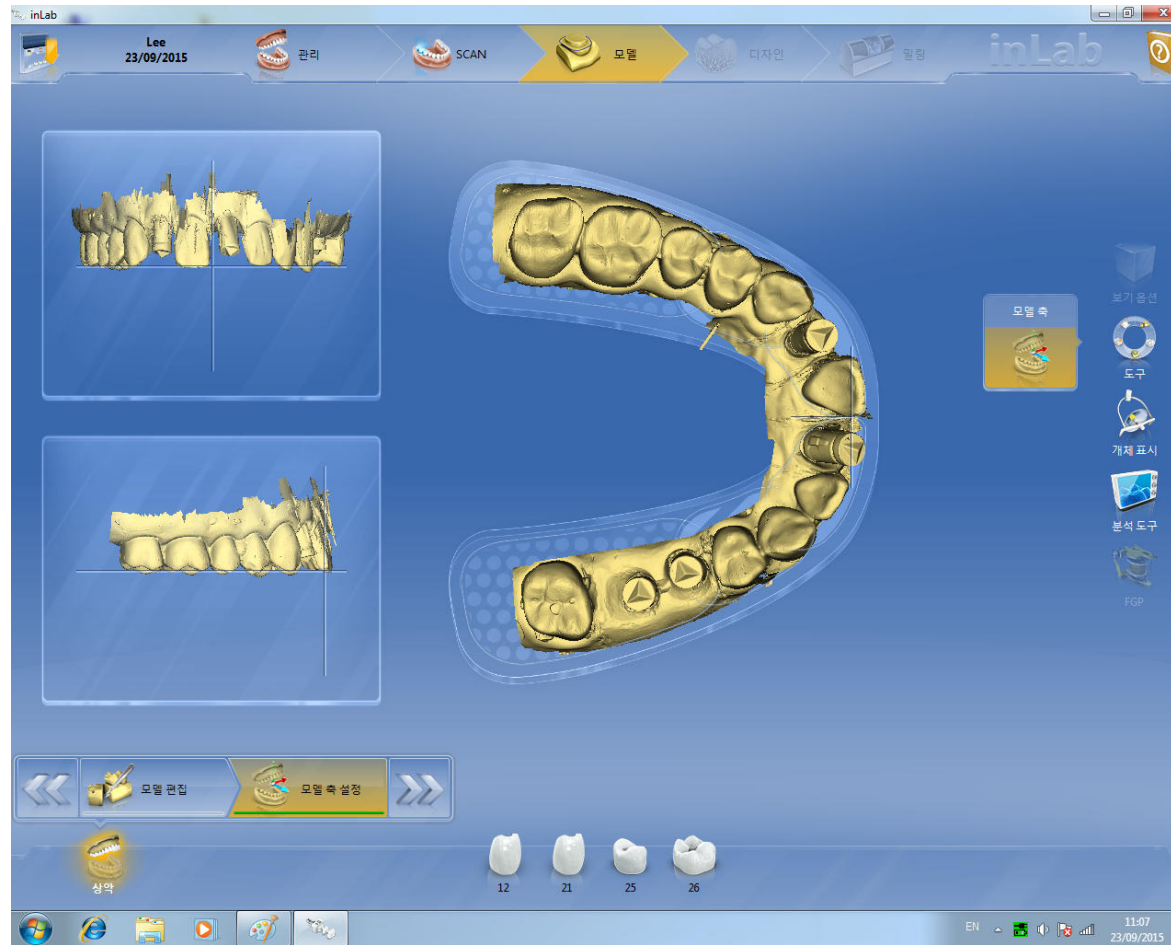 inLab
Lee
23/09/2015
관리
SCAN
모델
디자인
밀링
inLab
보기 옵션
모델 축
도구
개체 표시
분석 도구
FGP
모델 편집
모델 축 설정
상악
12
21
25
26
EN
11:07
23/09/2015